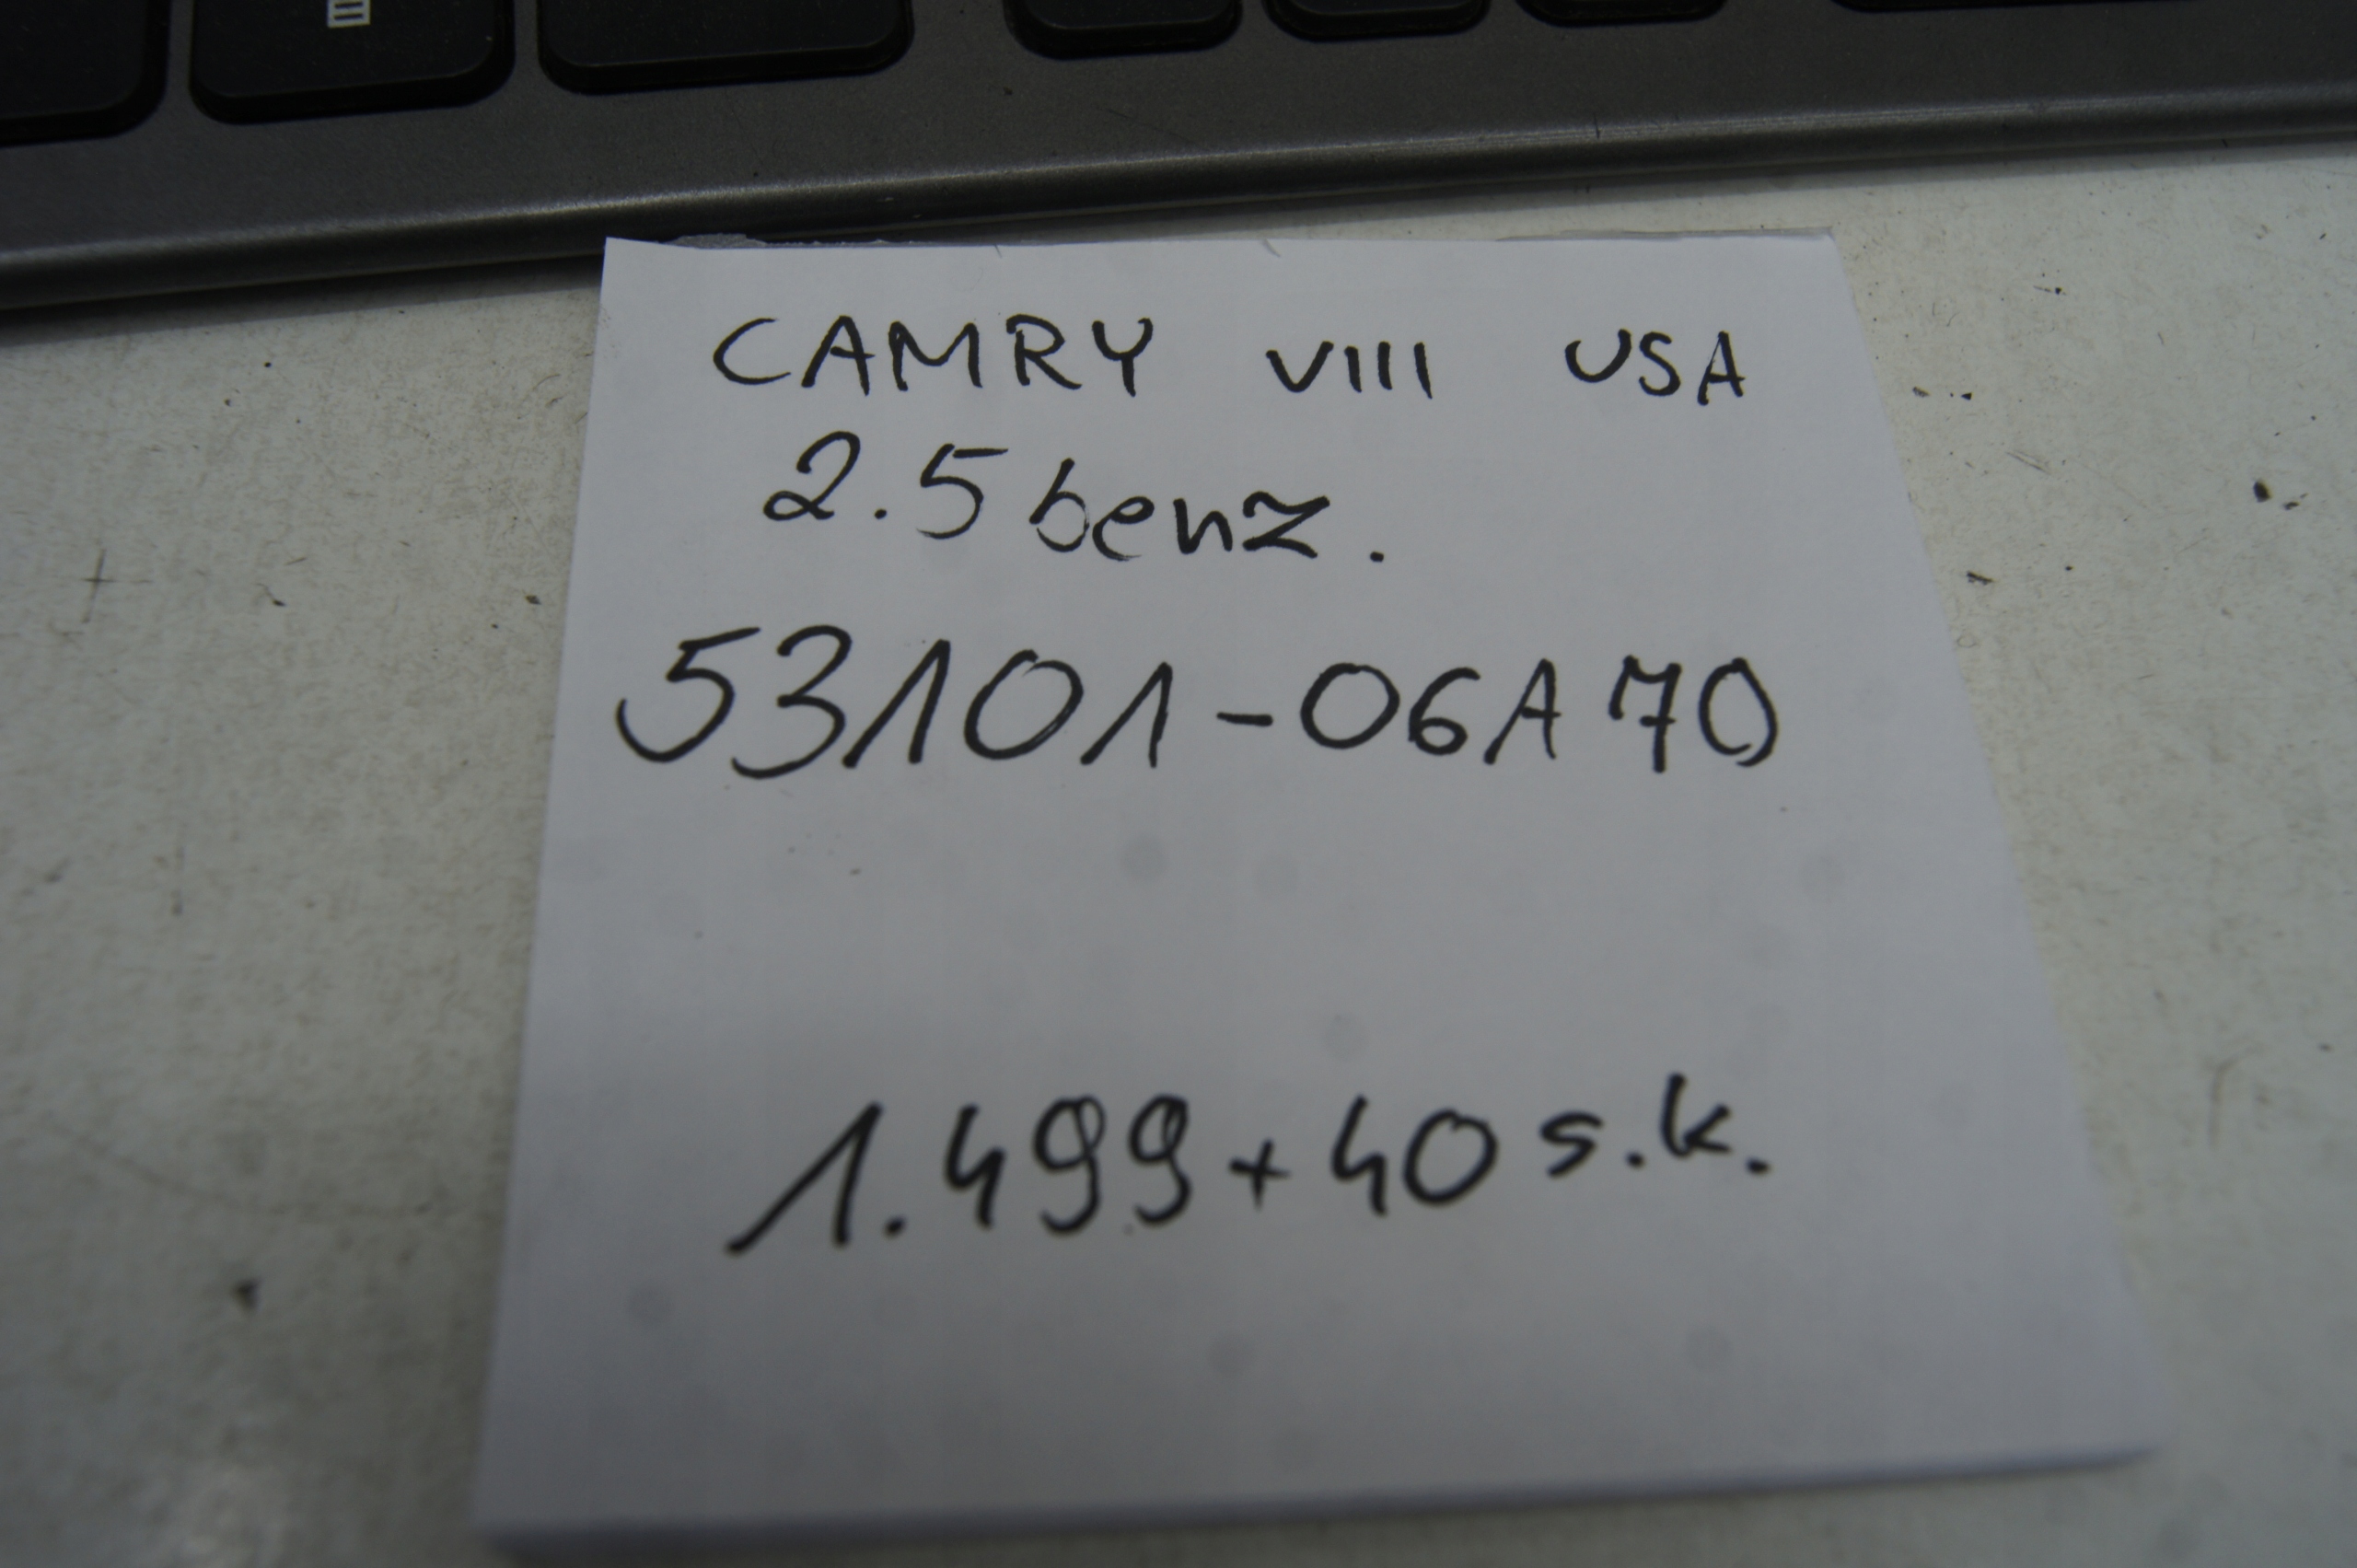 CAMRY VIII USA
2.5 benz.
53101-06A70
1.499+40 s.k.